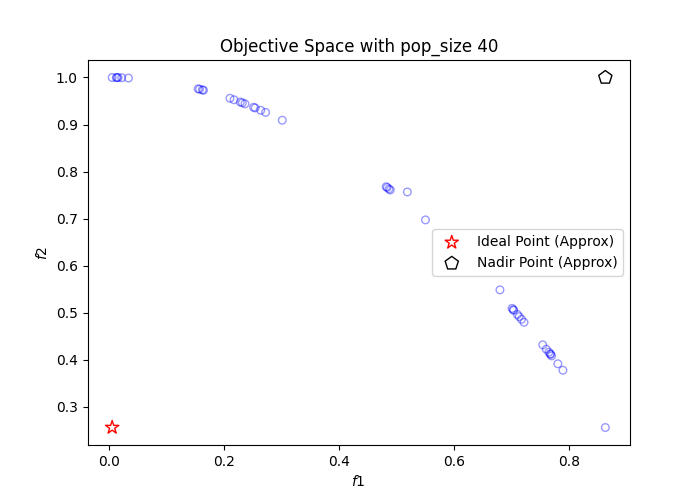 Objective Space with pop_size 40
1.0
0.9
0.8
0.7
0.6
0.5
0.4
0.3
f2
Ideal Point (Approx)
Nadir Point (Approx)
0.0 0.2 0.4 0.6 0.8
f1